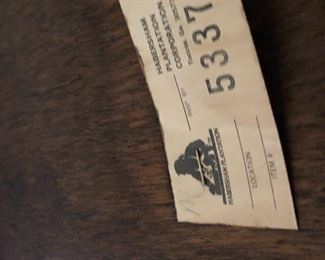 HABERSHAM
PLANTATION
CORPORATION
5337
HABERSHAM PLANTATION
LOCATION
ITEM #